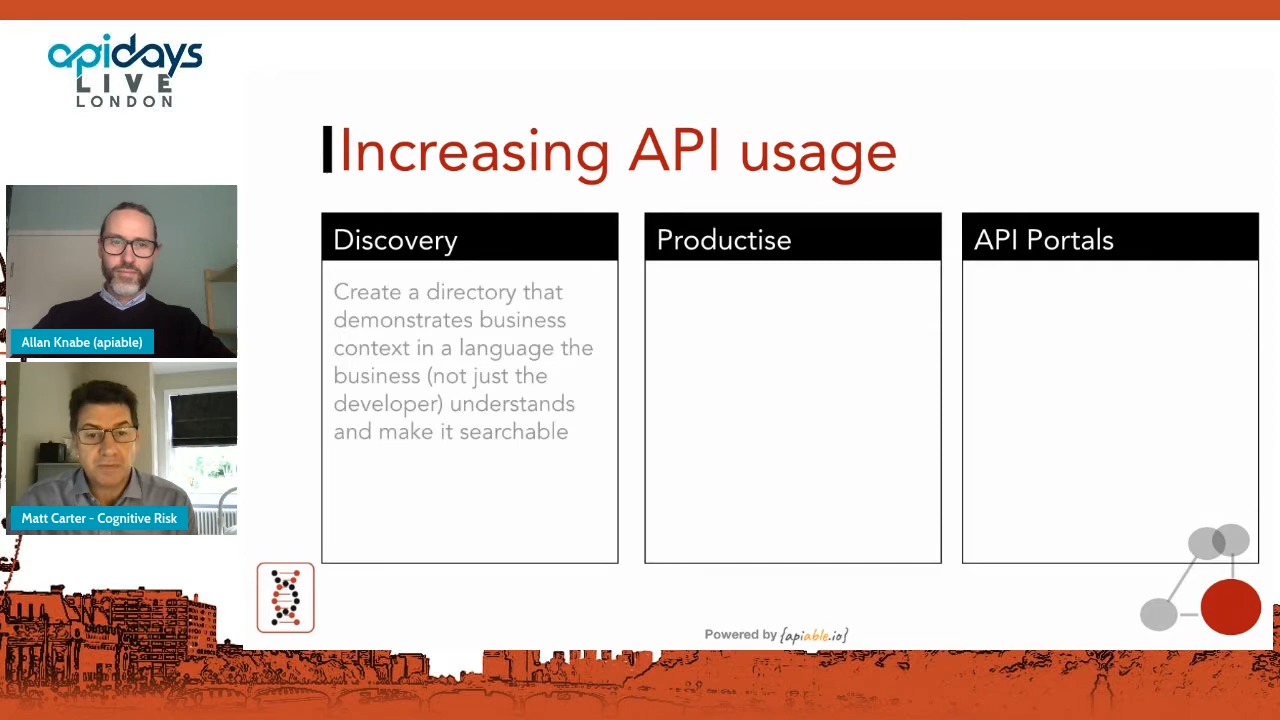 apidays
LIVE
LONDON
Increasing API usage
Discovery
Create a directory that
demonstrates business
context in a language the
business (not just the
developer) understands
and make it searchable
Productise
API Portals
Allan Knabe (apiable)
Matt Carter - Cognitive Risk
Powered by {apiable.io}